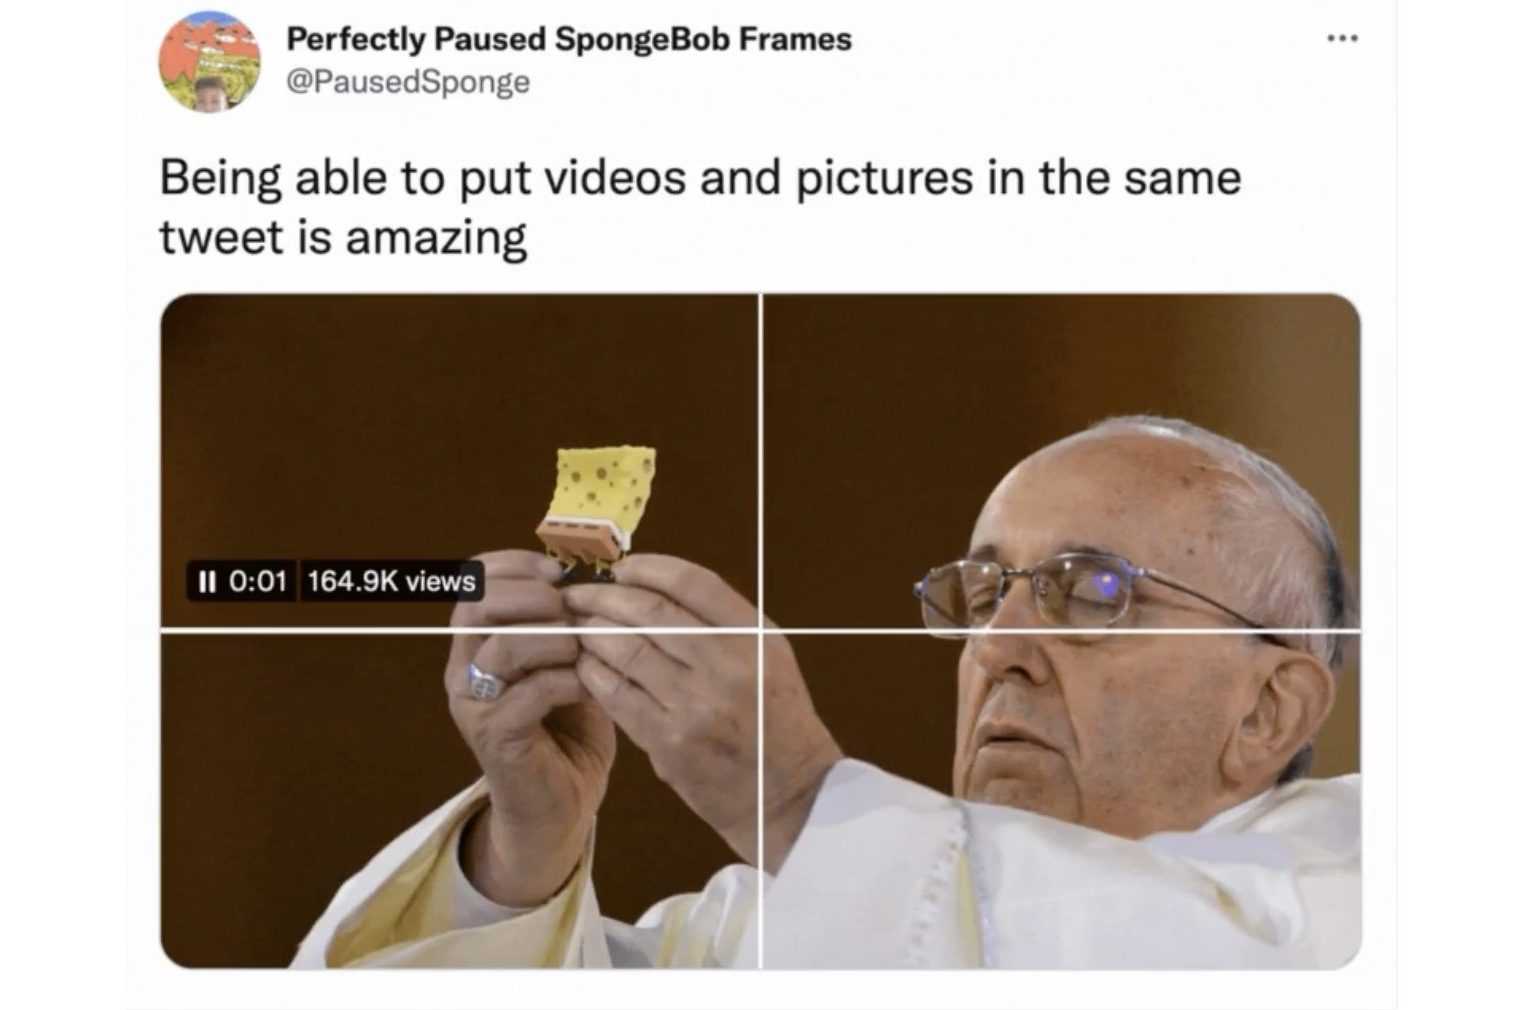 Perfectly Paused SpongeBob Frames
@PausedSponge
Being able to put videos and pictures in the same
tweet is amazing
0:01 164.9K views